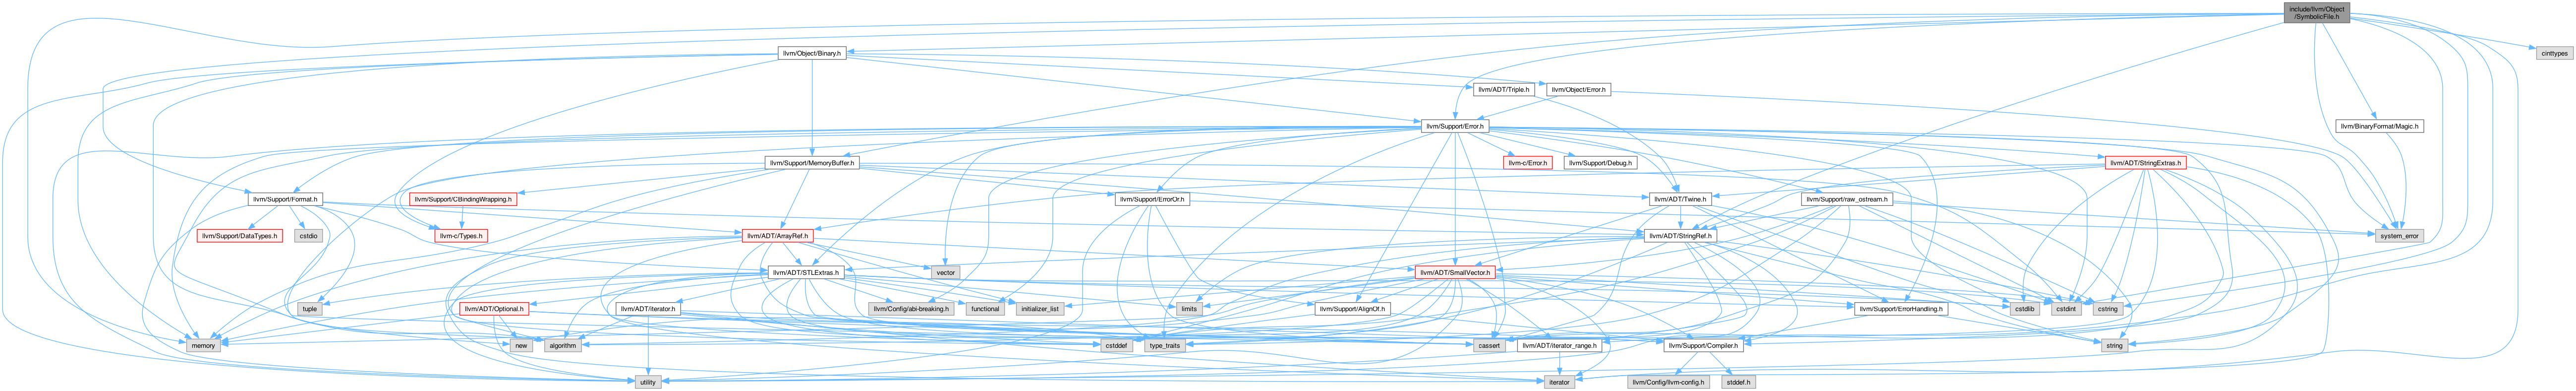 include/llvm/Object
/SymbolicFile.h
llvm/Object/Binary.h
cinttypes
llvm/ADT/Triple.h
llvm/Object/Error.h
llvm/Support/Error.h
llvm/BinaryFormat/Magic.h
llvm/Support/MemoryBuffer.h
llvm-c/Error.h
llvm/Support/Debug.h
llvm/ADT/StringExtras.h
llvm/Support/Format.h
llvm/Support/CBindingWrapping.h
llvm/Support/ErrorOr.h
llvm/ADT/Twine.h
llvm/Support/raw_ostream.h
llvm/Support/DataTypes.h
cstdio
llvm-c/Types.h
llvm/ADT/ArrayRef.h
llvm/ADT/StringRef.h
system_error
llvm/ADT/STLExtras.h
vector
llvm/ADT/SmallVector.h
tuple
llvm/ADT/Optional.h
llvm/ADT/iterator.h
llvm/Config/abi-breaking.h
functional
initializer_list
limits
llvm/Support/AlignOf.h
llvm/Support/ErrorHandling.h
cstdlib
cstdint
cstring
memory
new
algorithm
cstddef
type_traits
cassert
llvm/ADT/iterator_range.h
llvm/Support/Compiler.h
string
utility
iterator
llvm/Config/llvm-config.h
stddef.h